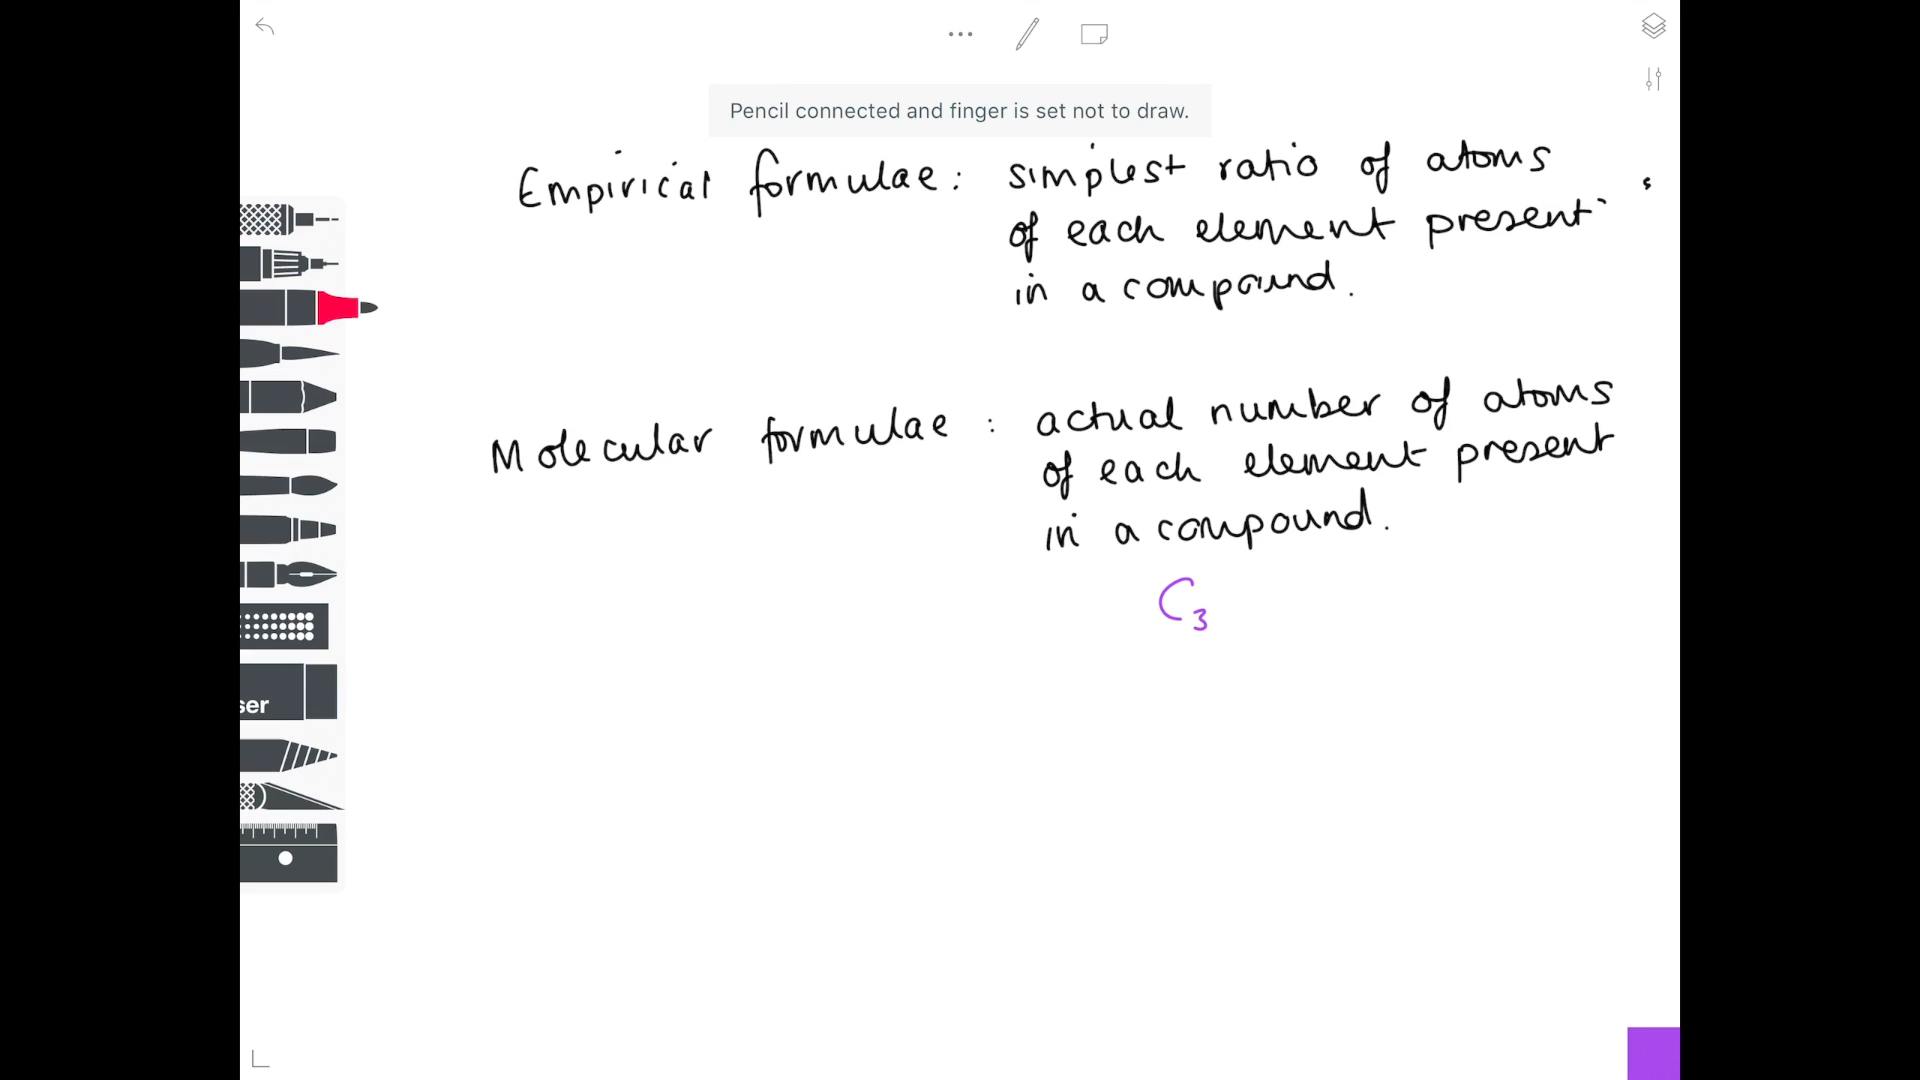 Pencil connected and finger is set not to draw.
Empirical formulae: simplest ratio of atoms
of each element present
in a compound.
Molecular formulae: actual number of atoms
of each element present
in a compound.
C₃
ser